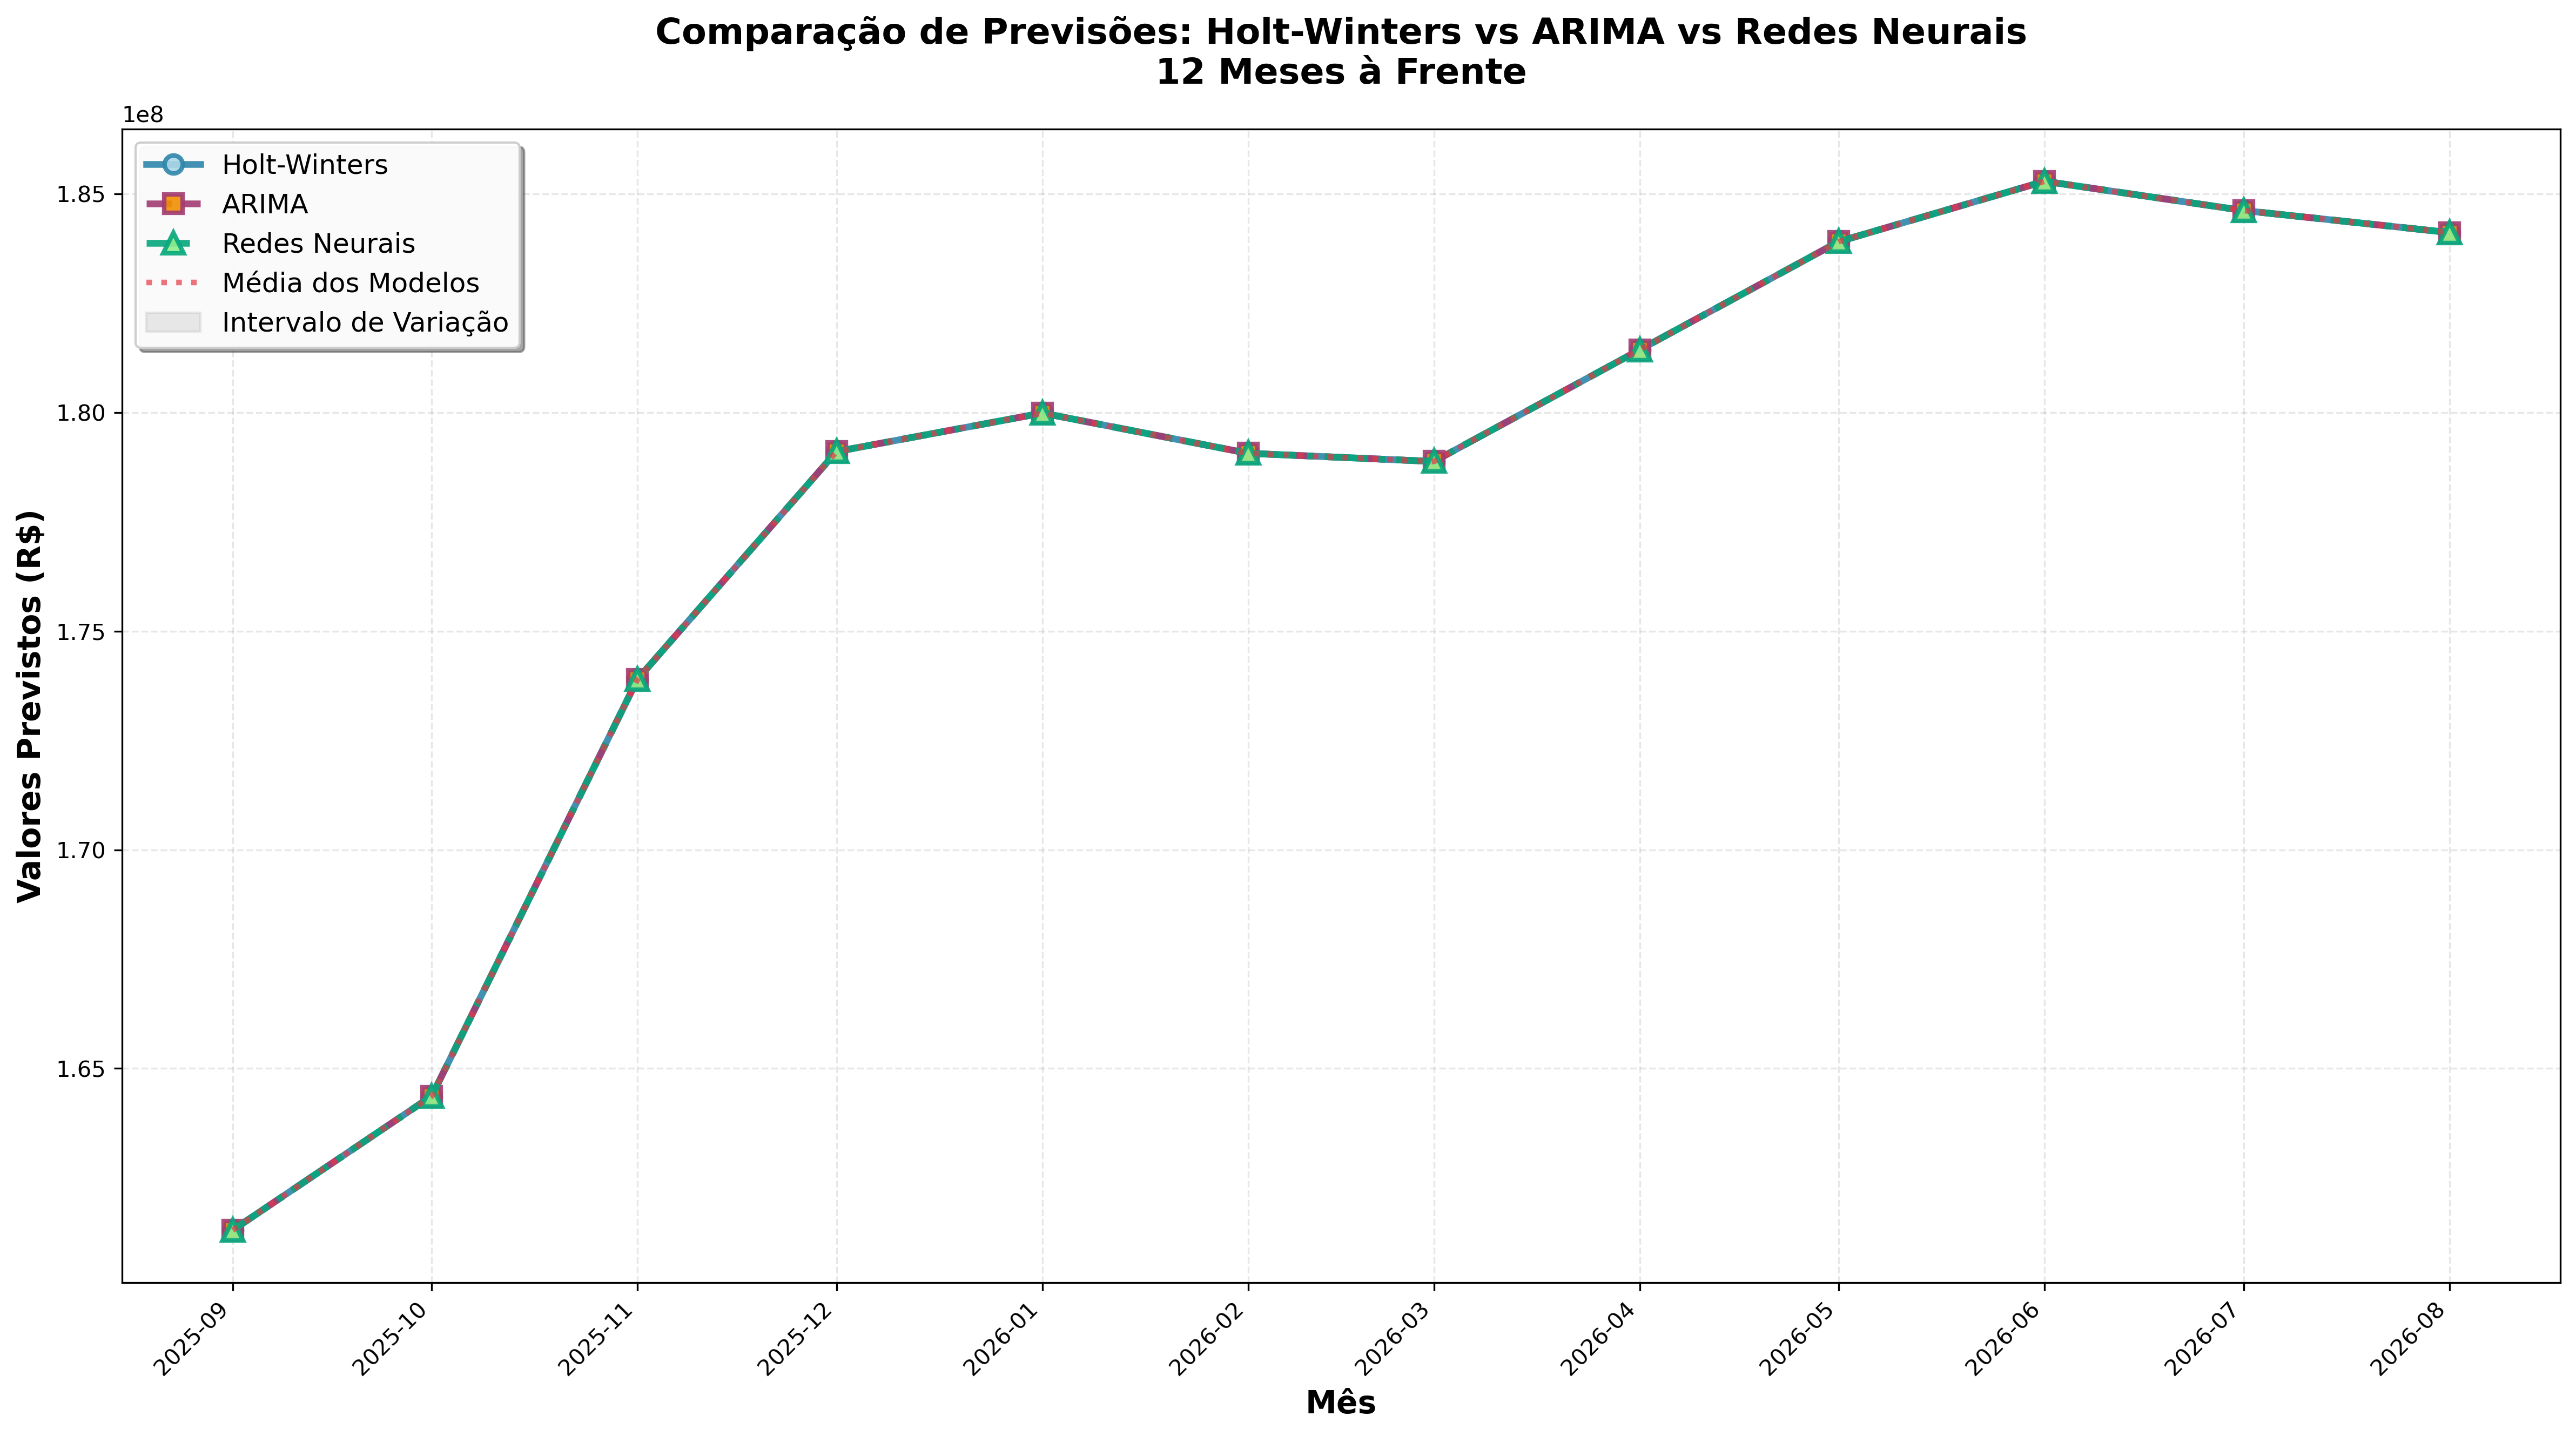 Comparação de Previsões: Holt-Winters vs ARIMA vs Redes Neurais
12 Meses à Frente
1e8
Holt-Winters
ARIMA
Redes Neurais
Média dos Modelos
Intervalo de Variação
1.85
1.80
1.75
1.70
1.65
Valores Previstos (R$)
2025-09
2025-10
2025-11
2025-12
2026-01
2026-02
2026-03
2026-04
2026-05
2026-06
2026-07
2026-08
Mês